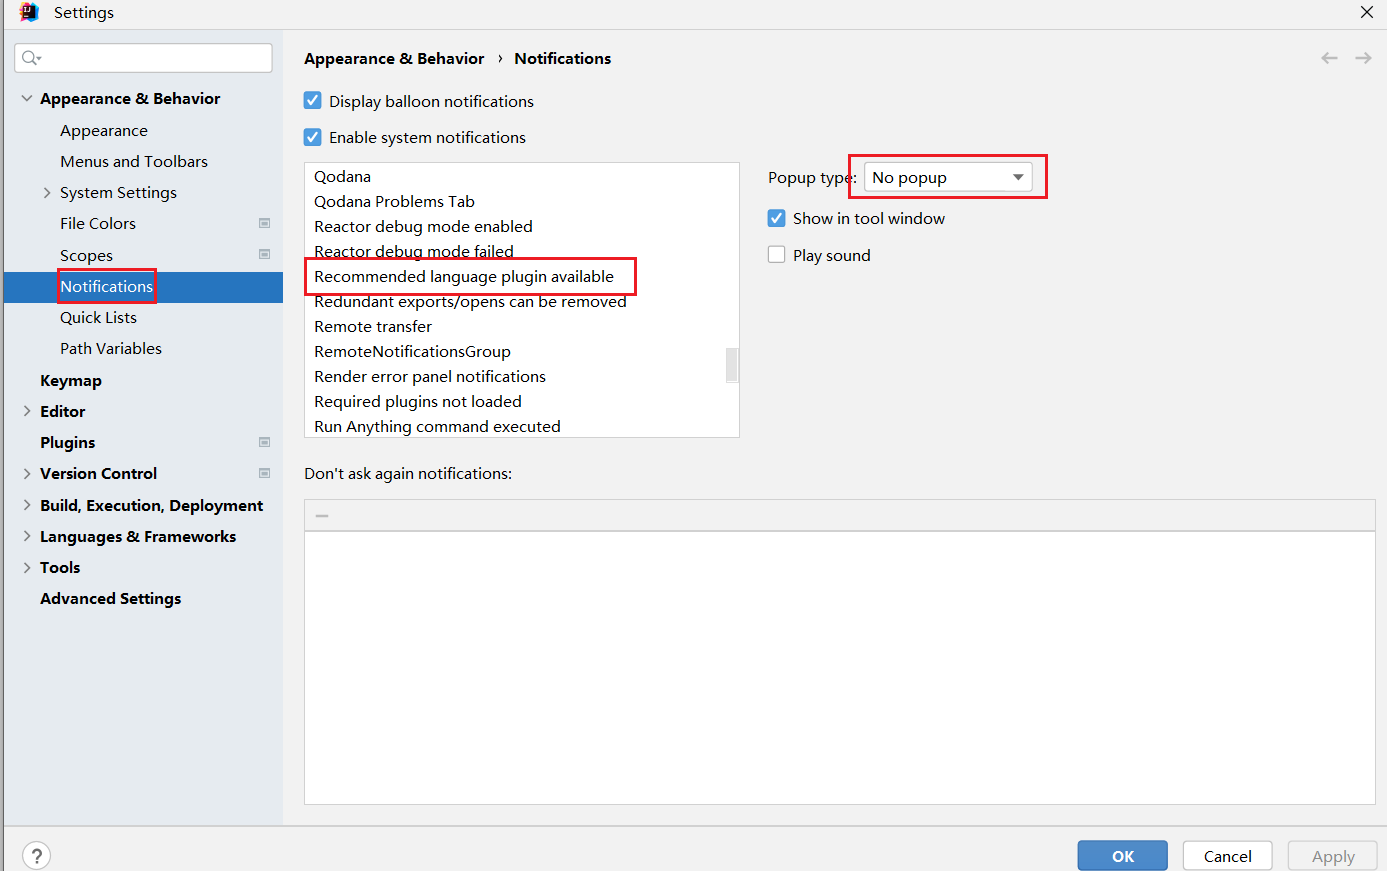 Settings
Appearance & Behavior
Appearance
Menus and Toolbars
System Settings
File Colors
Scopes
Notifications
Quick Lists
Path Variables
Keymap
Editor
Plugins
Version Control
Build, Execution, Deployment
Languages & Frameworks
Tools
Advanced Settings
Appearance & Behavior › Notifications
Display balloon notifications
Enable system notifications
Qodana
Qodana Problems Tab
Reactor debug mode enabled
Reactor debug mode failed
Recommended language plugin available
Redundant exports/opens can be removed
Remote transfer
RemoteNotificationsGroup
Render error panel notifications
Required plugins not loaded
Run Anything command executed
Popup type: No popup
Show in tool window
Play sound
Don't ask again notifications:
?
OK
Cancel
Apply